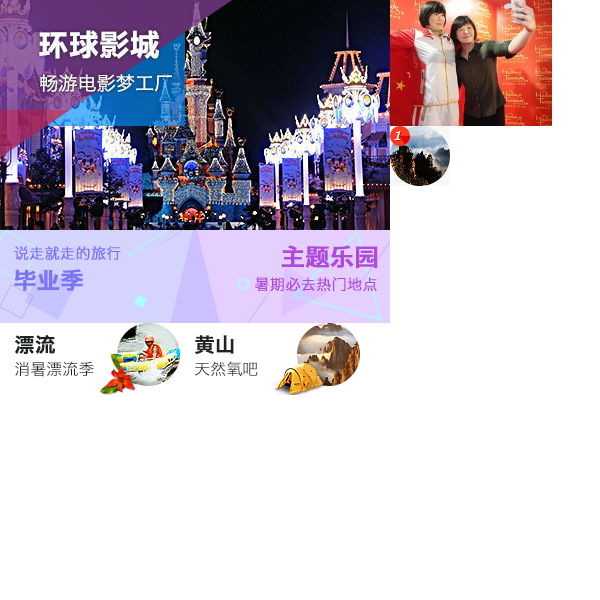 环球影城
畅游电影梦工厂
1
说走就走的旅行
毕业季
主题乐园
暑期必去热门地点
漂流
消暑漂流季
黄山
天然氧吧